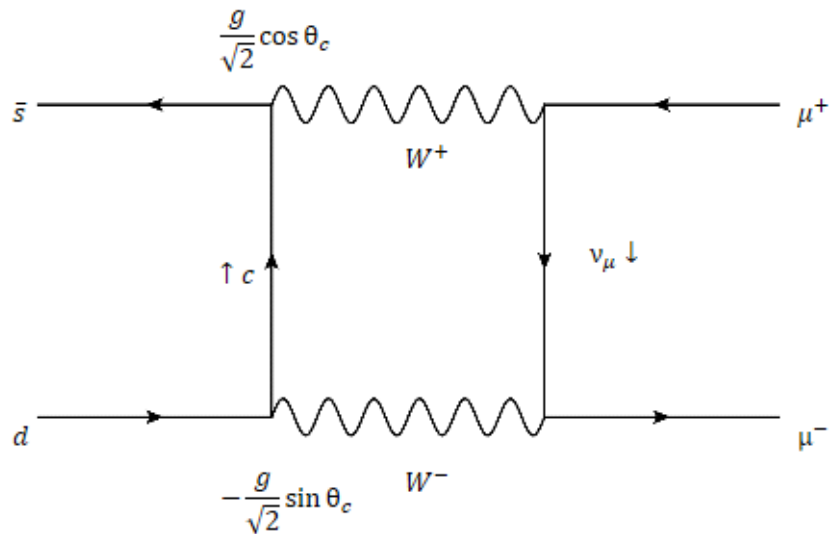 g/√2 cos θ_c
s̄
W⁺
μ⁺
↑ c
ν_μ ↓
d
W⁻
μ⁻
−g/√2 sin θ_c